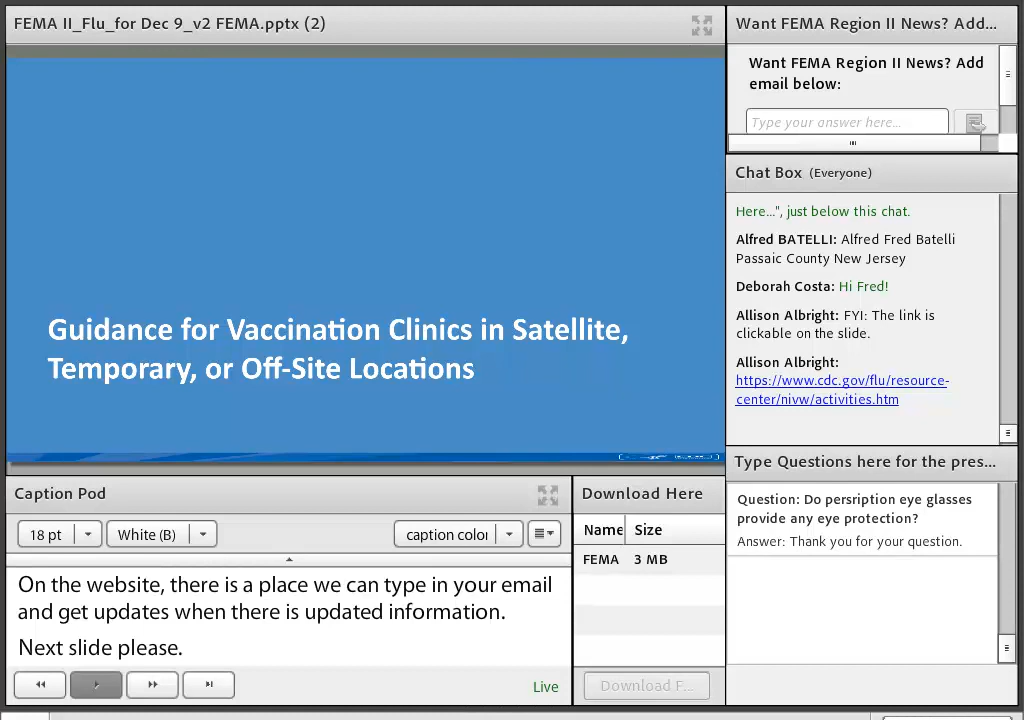 FEMA II_Flu_for Dec 9_v2 FEMA.pptx (2)
Guidance for Vaccination Clinics in Satellite,
Temporary, or Off-Site Locations
Want FEMA Region II News? Add...
Want FEMA Region II News? Add
email below:
Type your answer here...
Chat Box (Everyone)
Here...", just below this chat.
Alfred BATELLI: Alfred Fred Batelli
Passaic County New Jersey
Deborah Costa: Hi Fred!
Allison Albright: FYI: The link is
clickable on the slide.
Allison Albright:
https://www.cdc.gov/flu/resource-
center/nivw/activities.htm
Caption Pod
18 pt
White (B)
caption color
On the website, there is a place we can type in your email
and get updates when there is updated information.
Next slide please.
Live
Download Here
Name Size
FEMA 3 MB
Download F...
Type Questions here for the pres...
Question: Do persription eye glasses
provide any eye protection?
Answer: Thank you for your question.